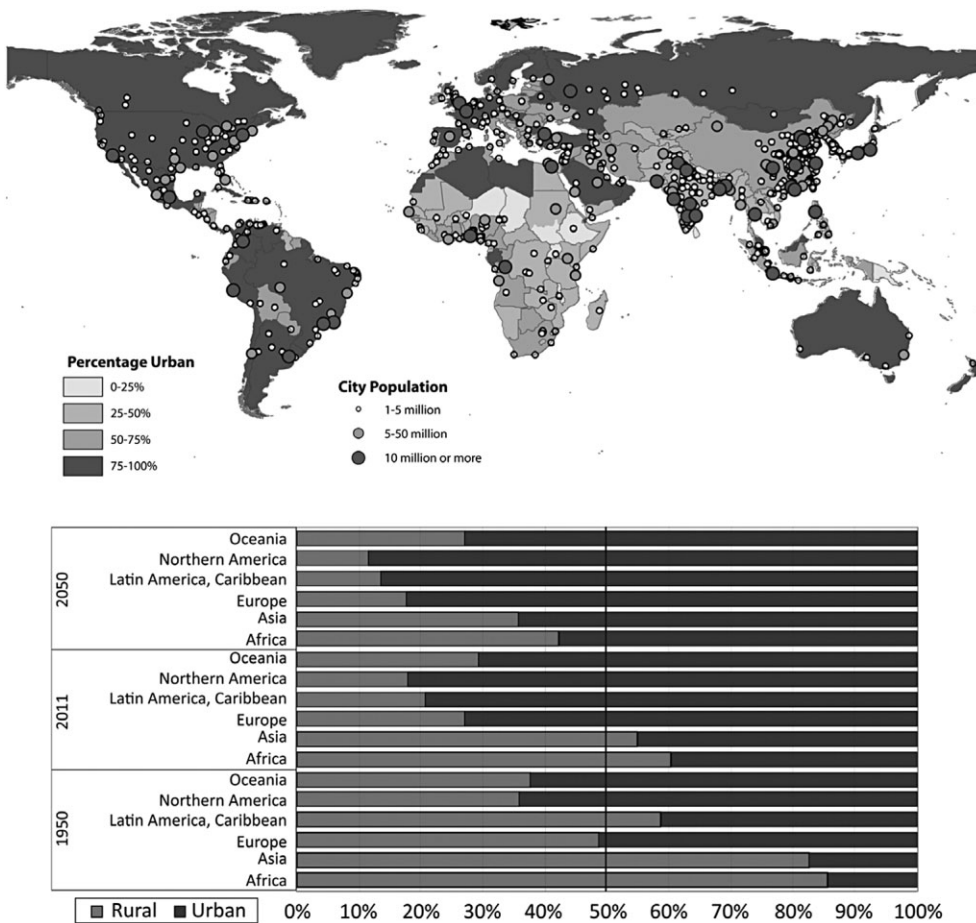 Percentage Urban
0-25%
25-50%
50-75%
75-100%
City Population
1-5 million
5-50 million
10 million or more
2050
Oceania
Northern America
Latin America, Caribbean
Europe
Asia
Africa
2011
Oceania
Northern America
Latin America, Caribbean
Europe
Asia
Africa
1950
Oceania
Northern America
Latin America, Caribbean
Europe
Asia
Africa
Rural Urban
0% 10% 20% 30% 40% 50% 60% 70% 80% 90% 100%